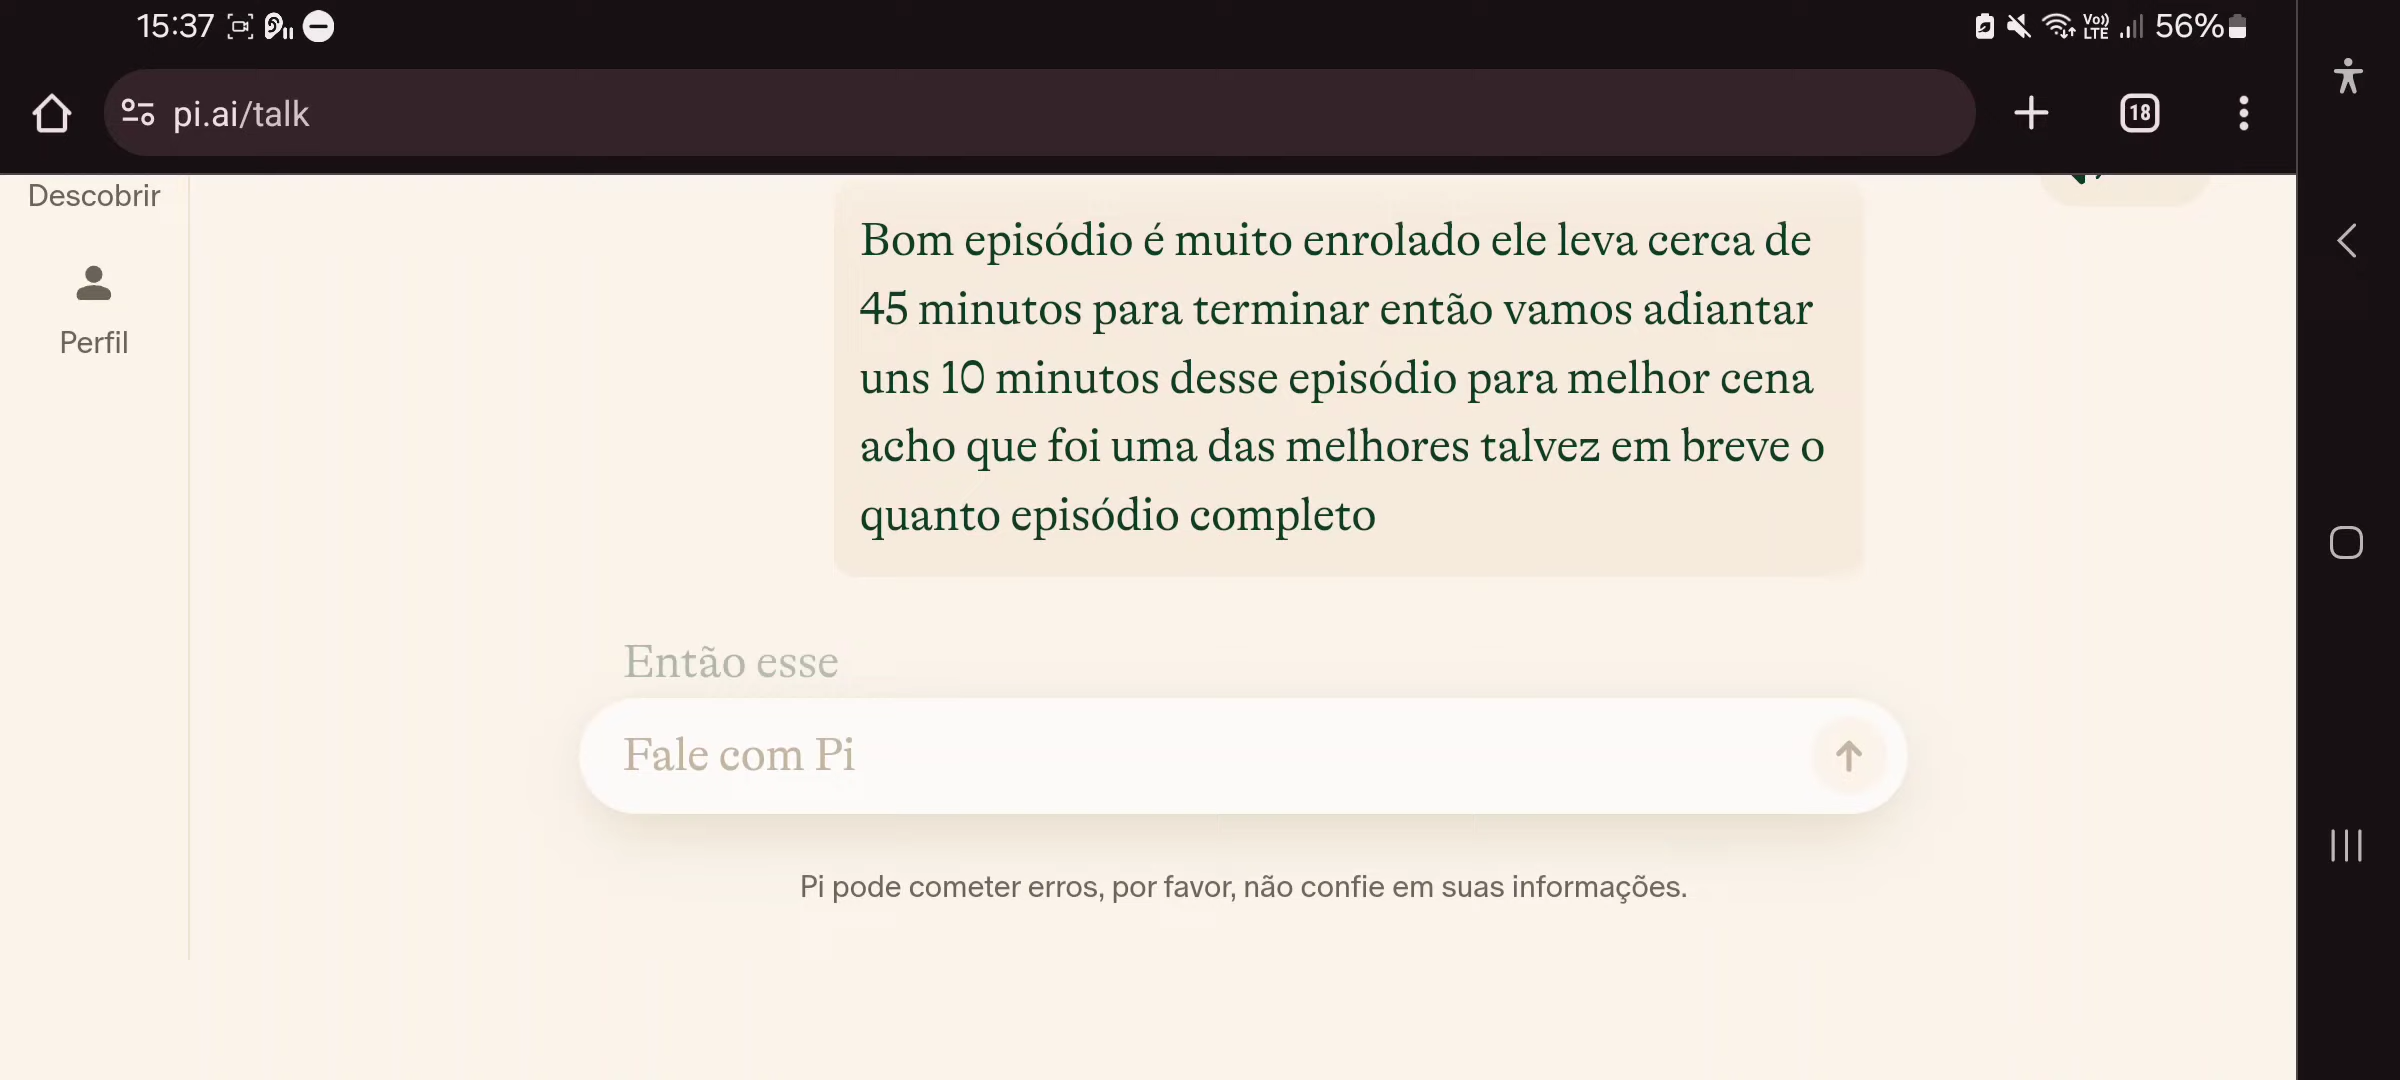 15:37
Vo)) LTE
56%
pi.ai/talk
18
Descobrir
Perfil
Bom episódio é muito enrolado ele leva cerca de
45 minutos para terminar então vamos adiantar
uns 10 minutos desse episódio para melhor cena
acho que foi uma das melhores talvez em breve o
quanto episódio completo
Então esse
Fale com Pi
Pi pode cometer erros, por favor, não confie em suas informações.